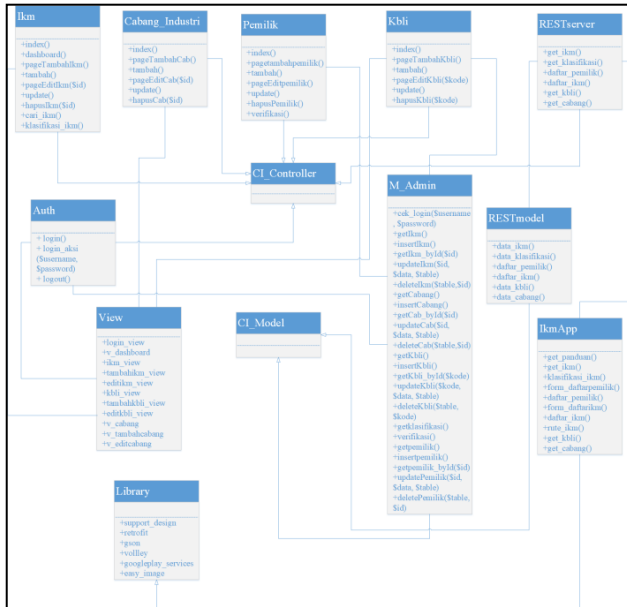 Ikm
+index()
+dashboard()
+pageTambahIkm()
+tambah()
+pageEditIkm($id)
+update()
+hapusIkm($id)
+cari_ikm()
+klasifikasi_ikm()
Cabang_Industri
+index()
+pageTambahCab()
+tambah()
+pageEditCab($id)
+update()
+hapusCab($id)
Pemilik
+index()
+pagetambahpemilik()
+tambah()
+pageEditpemilik()
+update()
+hapusPemilik()
+verifikasi()
Kbli
+index()
+pageTambahKbli()
+tambah()
+pageEditKbli($kode)
+update()
+hapusKbli($kode)
RESTserver
+get_ikm()
+get_klasifikasi()
+daftar_pemilik()
+daftar_ikm()
+get_kbli()
+get_cabang()
CI_Controller
Auth
+ login()
+ login_aksi
($username,
$password)
+ logout()
M_Admin
+cek_login($username
, $password)
+getIkm()
+insertIkm()
+getIkm_byId($id)
+updateIkm($id,
$data, $table)
+deleteIkm($table,$id)
+getCabang()
+insertCabang()
+getCab_byId($id)
+updateCab($id,
$data, $table)
+deleteCab($table,$id)
+getKbli()
+insertKbli()
+getKbli_byId($kode)
+updateKbli($kode,
$data, $table)
+deleteKbli($table,
$kode)
+getklasifikasi()
+verifikasi()
+getpemilik()
+insertpemilik()
+getpemilik_byId($id)
+updatePemilik($id,
$data, $table)
+deletePemilik($table,
$id)
RESTmodel
+data_ikm()
+data_klasifikasi()
+daftar_pemilik()
+daftar_ikm()
+data_kbli()
+data_cabang()
View
+login_view
+v_dashboard
+ikm_view
+tambahikm_view
+editikm_view
+kbli_view
+tambahkbli_view
+editkbli_view
+v_cabang
+v_tambahcabang
+v_editcabang
CI_Model
IkmApp
+get_panduan()
+get_ikm()
+klasifikasi_ikm()
+form_daftarpemilik()
+daftar_pemilik()
+form_daftarikm()
+daftar_ikm()
+rute_ikm()
+get_kbli()
+get_cabang()
Library
+support_design
+retrofit
+gson
+vollley
+googleplay_services
+easy_image